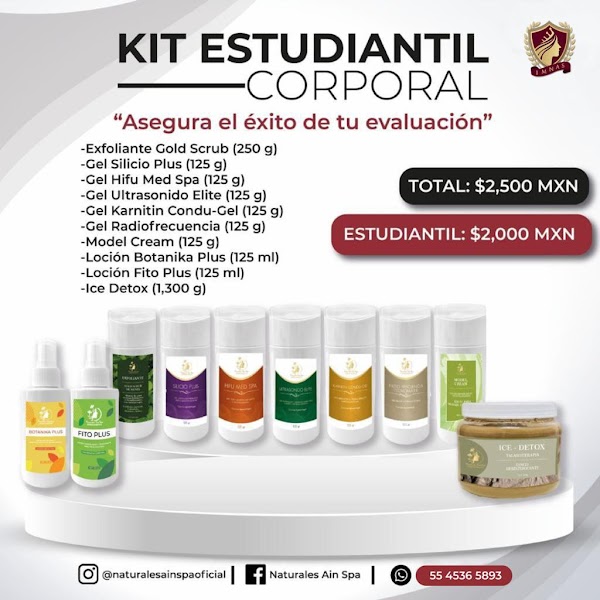 KIT ESTUDIANTIL
CORPORAL
IMNAS
“Asegura el éxito de tu evaluación”
-Exfoliante Gold Scrub (250 g)
-Gel Silicio Plus (125 g)
-Gel Hifu Med Spa (125 g)
-Gel Ultrasonido Elite (125 g)
-Gel Karnitin Condu-Gel (125 g)
-Gel Radiofrecuencia (125 g)
-Model Cream (125 g)
-Loción Botanika Plus (125 ml)
-Loción Fito Plus (125 ml)
-Ice Detox (1,300 g)
TOTAL: $2,500 MXN
ESTUDIANTIL: $2,000 MXN
BOTANIKA PLUS
FITO PLUS
EXFOLIANTE
SILICIO PLUS
HIFU MED SPA
ULTRASONIDO ELITE
MODEL
CREAM
ICE - DETOX
@naturalesainspaoficial
Naturales Ain Spa
55 4536 5893